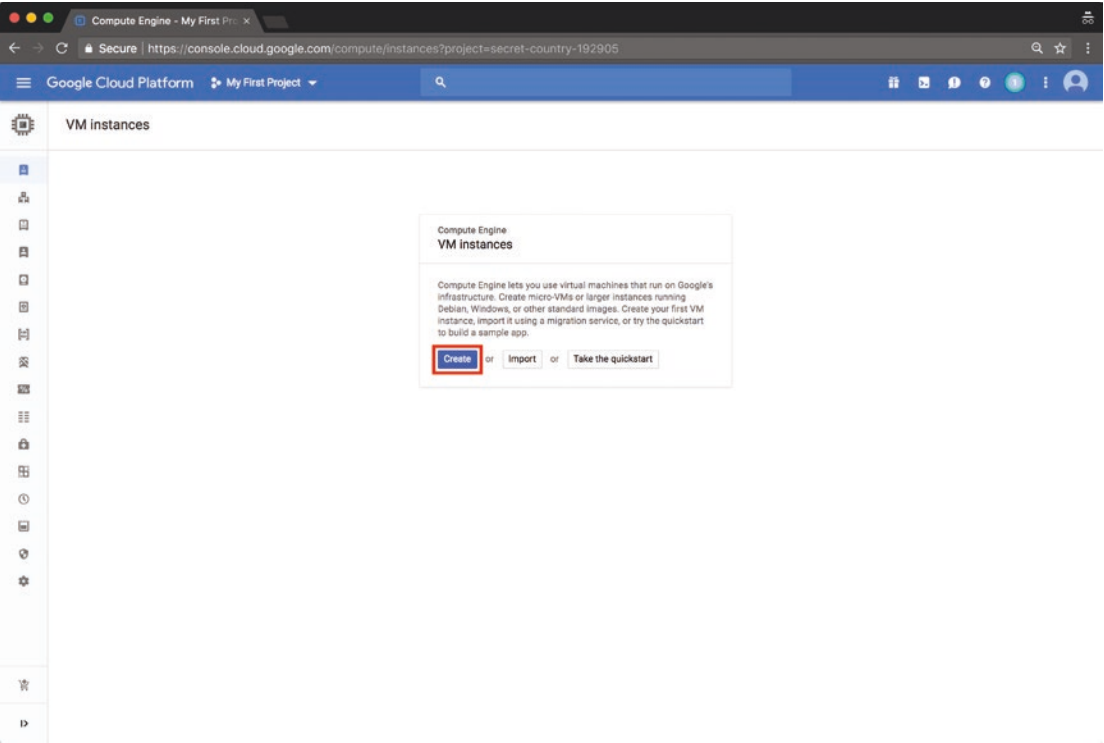 Compute Engine - My First Pro
Secure | https://console.cloud.google.com/compute/instances?project=secret-country-192905
Google Cloud Platform My First Project
1
VM instances
Compute Engine
VM instances
Compute Engine lets you use virtual machines that run on Google's
infrastructure. Create micro-VMs or larger instances running
Debian, Windows, or other standard images. Create your first VM
instance, import it using a migration service, or try the quickstart
to build a sample app.
Create or Import or Take the quickstart